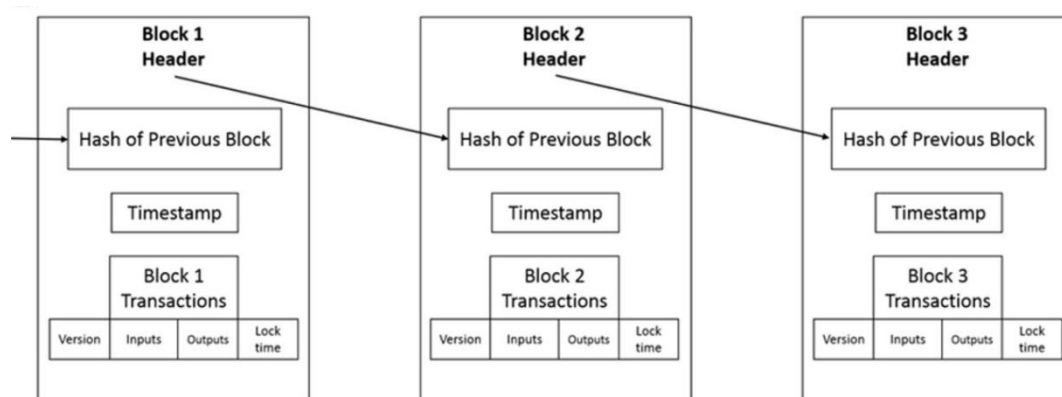 Block 1
Header
Hash of Previous Block
Timestamp
Block 1
Transactions
Version Inputs Outputs Lock time
Block 2
Header
Hash of Previous Block
Timestamp
Block 2
Transactions
Version Inputs Outputs Lock time
Block 3
Header
Hash of Previous Block
Timestamp
Block 3
Transactions
Version Inputs Outputs Lock time